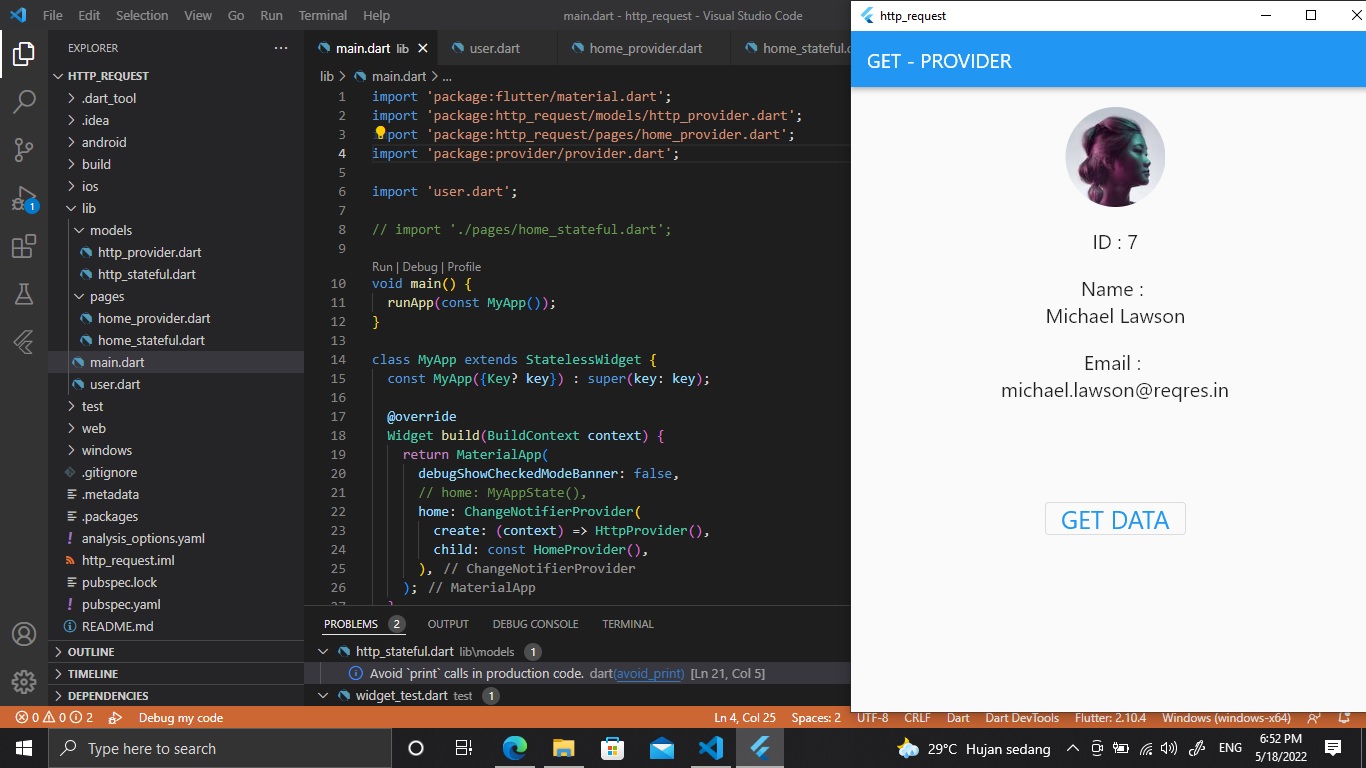 File Edit Selection View Go Run Terminal Help
main.dart - http_request - Visual Studio Code
EXPLORER
HTTP_REQUEST
.dart_tool
.idea
android
build
ios
lib
models
http_provider.dart
http_stateful.dart
pages
home_provider.dart
home_stateful.dart
main.dart
user.dart
test
web
windows
.gitignore
.metadata
.packages
analysis_options.yaml
http_request.iml
pubspec.lock
pubspec.yaml
README.md
OUTLINE
TIMELINE
DEPENDENCIES
1
main.dart lib
user.dart
home_provider.dart
home_stateful.d
lib > main.dart > ...
1 import 'package:flutter/material.dart';
2 import 'package:http_request/models/http_provider.dart';
3 port 'package:http_request/pages/home_provider.dart';
4 import 'package:provider/provider.dart';
5
6 import 'user.dart';
7
8 // import './pages/home_stateful.dart';
9
Run | Debug | Profile
10 void main() {
11 runApp(const MyApp());
12 }
13
14 class MyApp extends StatelessWidget {
15 const MyApp({Key? key}) : super(key: key);
16
17 @override
18 Widget build(BuildContext context) {
19 return MaterialApp(
20 debugShowCheckedModeBanner: false,
21 // home: MyAppState(),
22 home: ChangeNotifierProvider(
23 create: (context) => HttpProvider(),
24 child: const HomeProvider(),
25 ), // ChangeNotifierProvider
26 ); // MaterialApp
27 }
PROBLEMS 2 OUTPUT DEBUG CONSOLE TERMINAL
http_stateful.dart lib\models 1
Avoid `print` calls in production code. dart(avoid_print) [Ln 21, Col 5]
widget_test.dart test 1
http_request
GET - PROVIDER
ID : 7
Name :
Michael Lawson
Email :
michael.lawson@reqres.in
GET DATA
0 0 2 Debug my code
Ln 4, Col 25 Spaces: 2 UTF-8 CRLF Dart Dart DevTools Flutter: 2.10.4 Windows (windows-x64)
Type here to search
29°C Hujan sedang
ENG
6:52 PM
5/18/2022